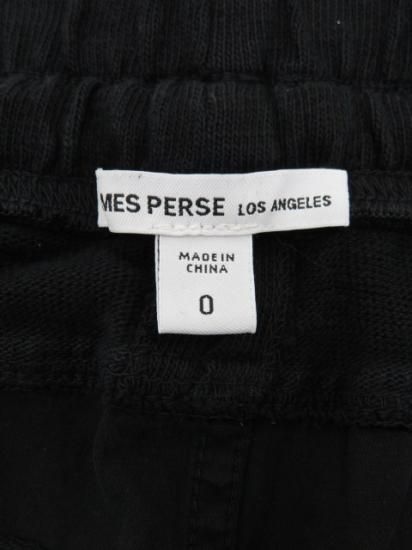 MES PERSE LOS ANGELES
MADE IN
CHINA
0